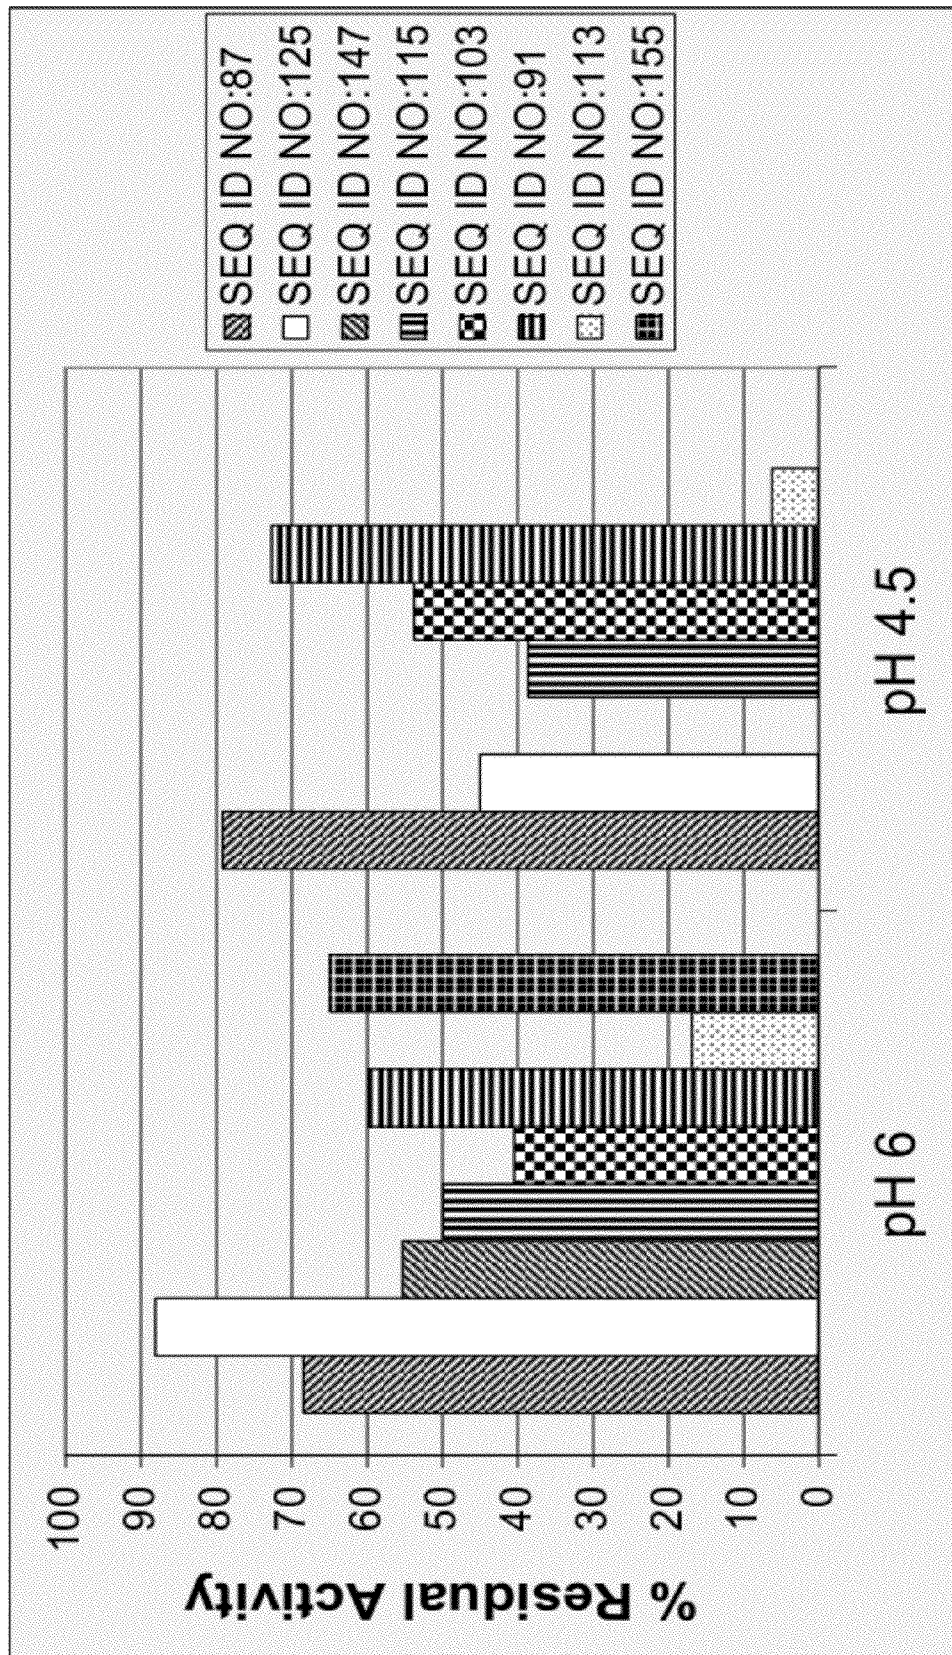 % Residual Activity
100
90
80
70
60
50
40
30
20
10
0
pH 6
pH 4.5
SEQ ID NO:87
SEQ ID NO:125
SEQ ID NO:147
SEQ ID NO:115
SEQ ID NO:103
SEQ ID NO:91
SEQ ID NO:113
SEQ ID NO:155